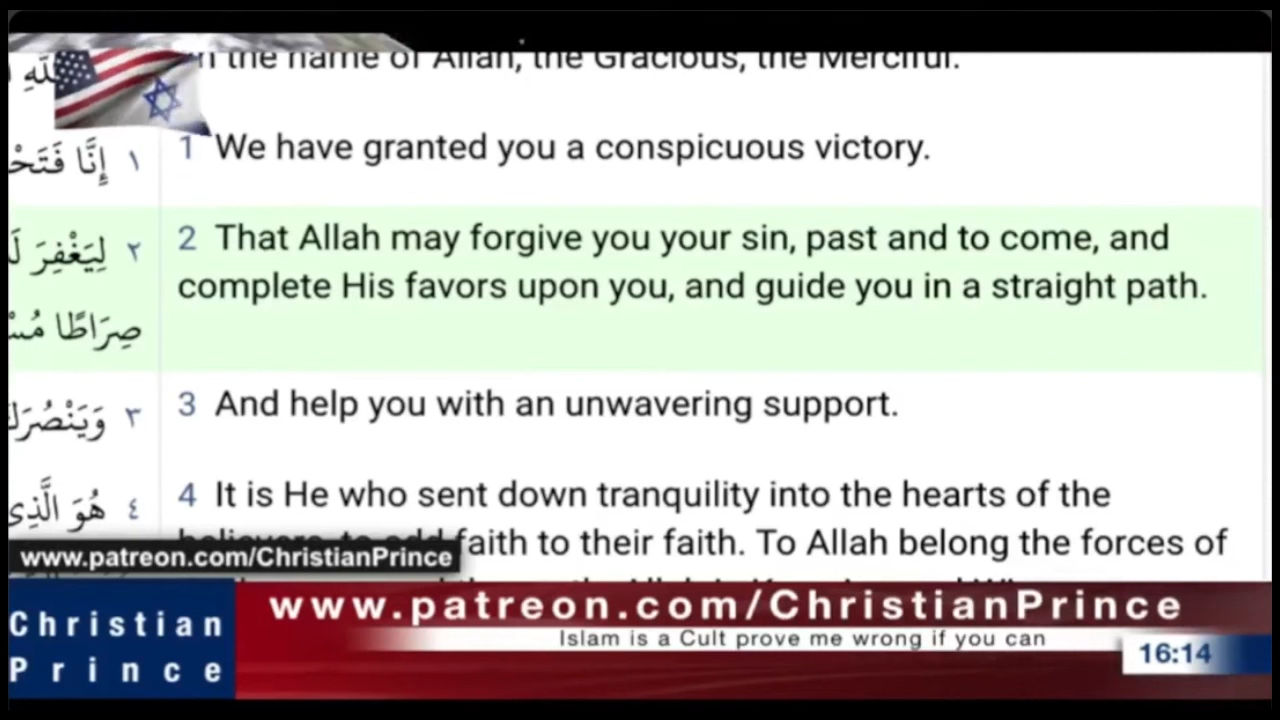 the name of Allah, the Gracious, the Merciful.
١ إِنَّا
1 We have granted you a conspicuous victory.
٢ لِيَغْفِرَ
2 That Allah may forgive you your sin, past and to come, and
complete His favors upon you, and guide you in a straight path.
صِرَاطًا
3 And help you with an unwavering support.
٣
٤ هُوَ الَّذِي
4 It is He who sent down tranquility into the hearts of the
faith to their faith. To Allah belong the forces of
www.patreon.com/ChristianPrince
Christian
Prince
www.patreon.com/ChristianPrince
Islam is a Cult prove me wrong if you can
16:14